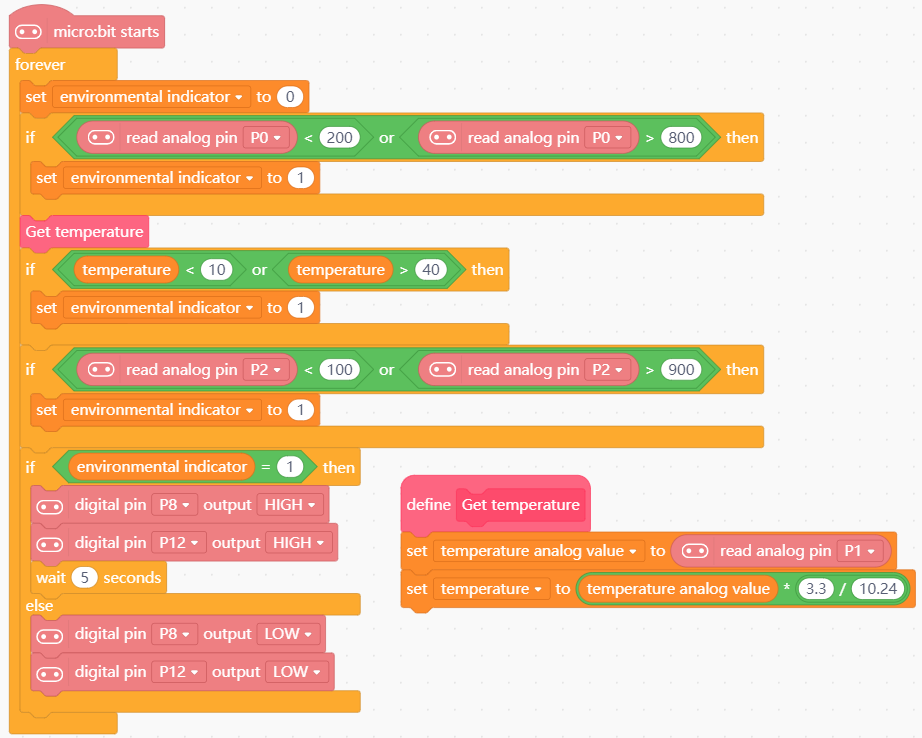 micro:bit starts
forever
set environmental indicator to 0
if read analog pin P0 < 200 or read analog pin P0 > 800 then
set environmental indicator to 1
Get temperature
if temperature < 10 or temperature > 40 then
set environmental indicator to 1
if read analog pin P2 < 100 or read analog pin P2 > 900 then
set environmental indicator to 1
if environmental indicator = 1 then
digital pin P8 output HIGH
digital pin P12 output HIGH
wait 5 seconds
else
digital pin P8 output LOW
digital pin P12 output LOW
define Get temperature
set temperature analog value to read analog pin P1
set temperature to temperature analog value * 3.3 / 10.24